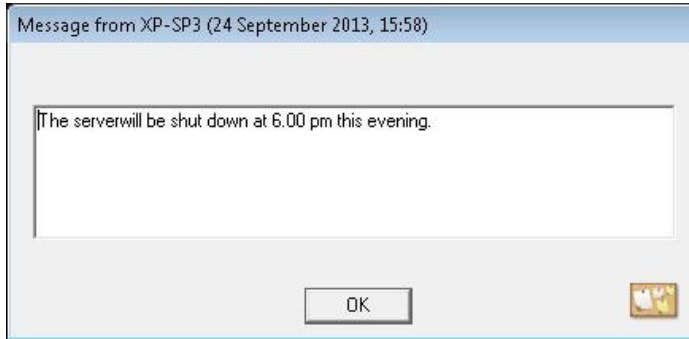 Message from XP-SP3 (24 September 2013, 15:58)
The serverwill be shut down at 6.00 pm this evening.
OK